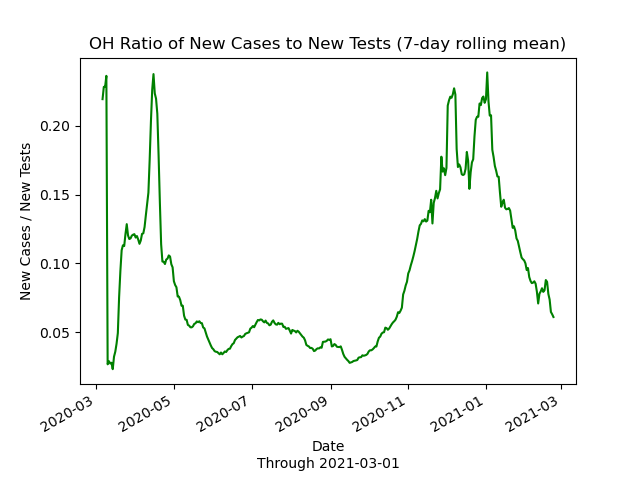 OH Ratio of New Cases to New Tests (7-day rolling mean)
New Cases / New Tests
0.20
0.15
0.10
0.05
2020-03
2020-05
2020-07
2020-09
2020-11
2021-01
2021-03
Date
Through 2021-03-01